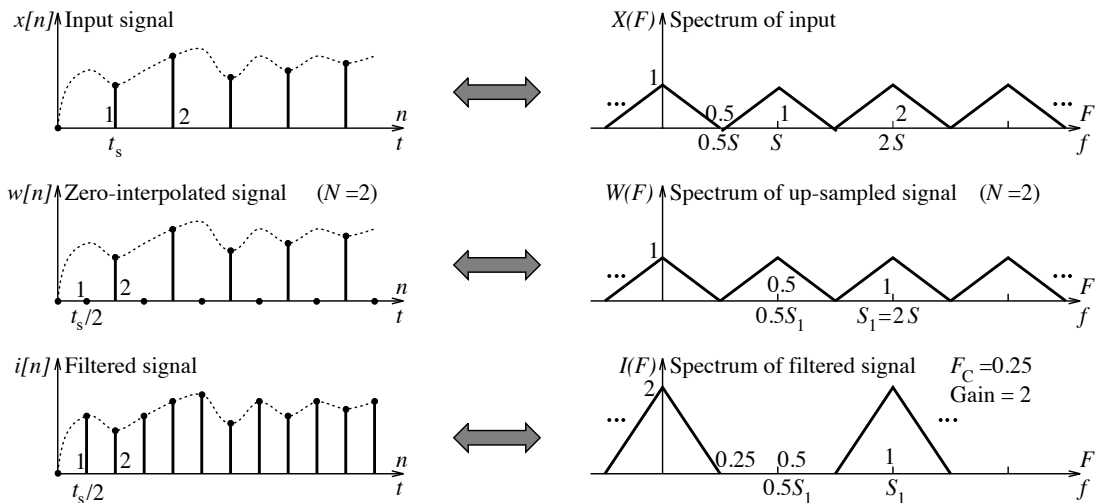 x[n] Input signal
1
2
n
t
t_s
X(F) Spectrum of input
1
...
0.5
1
2
...
F
0.5S
S
2S
f
w[n] Zero-interpolated signal (N =2)
1
2
n
t
t_s/2
W(F) Spectrum of up-sampled signal (N =2)
1
...
0.5
1
...
F
0.5S_1
S_1=2S
f
i[n] Filtered signal
1
2
n
t
t_s/2
I(F) Spectrum of filtered signal
F_C =0.25
Gain = 2
2
...
...
0.25
0.5
1
F
0.5S_1
S_1
f